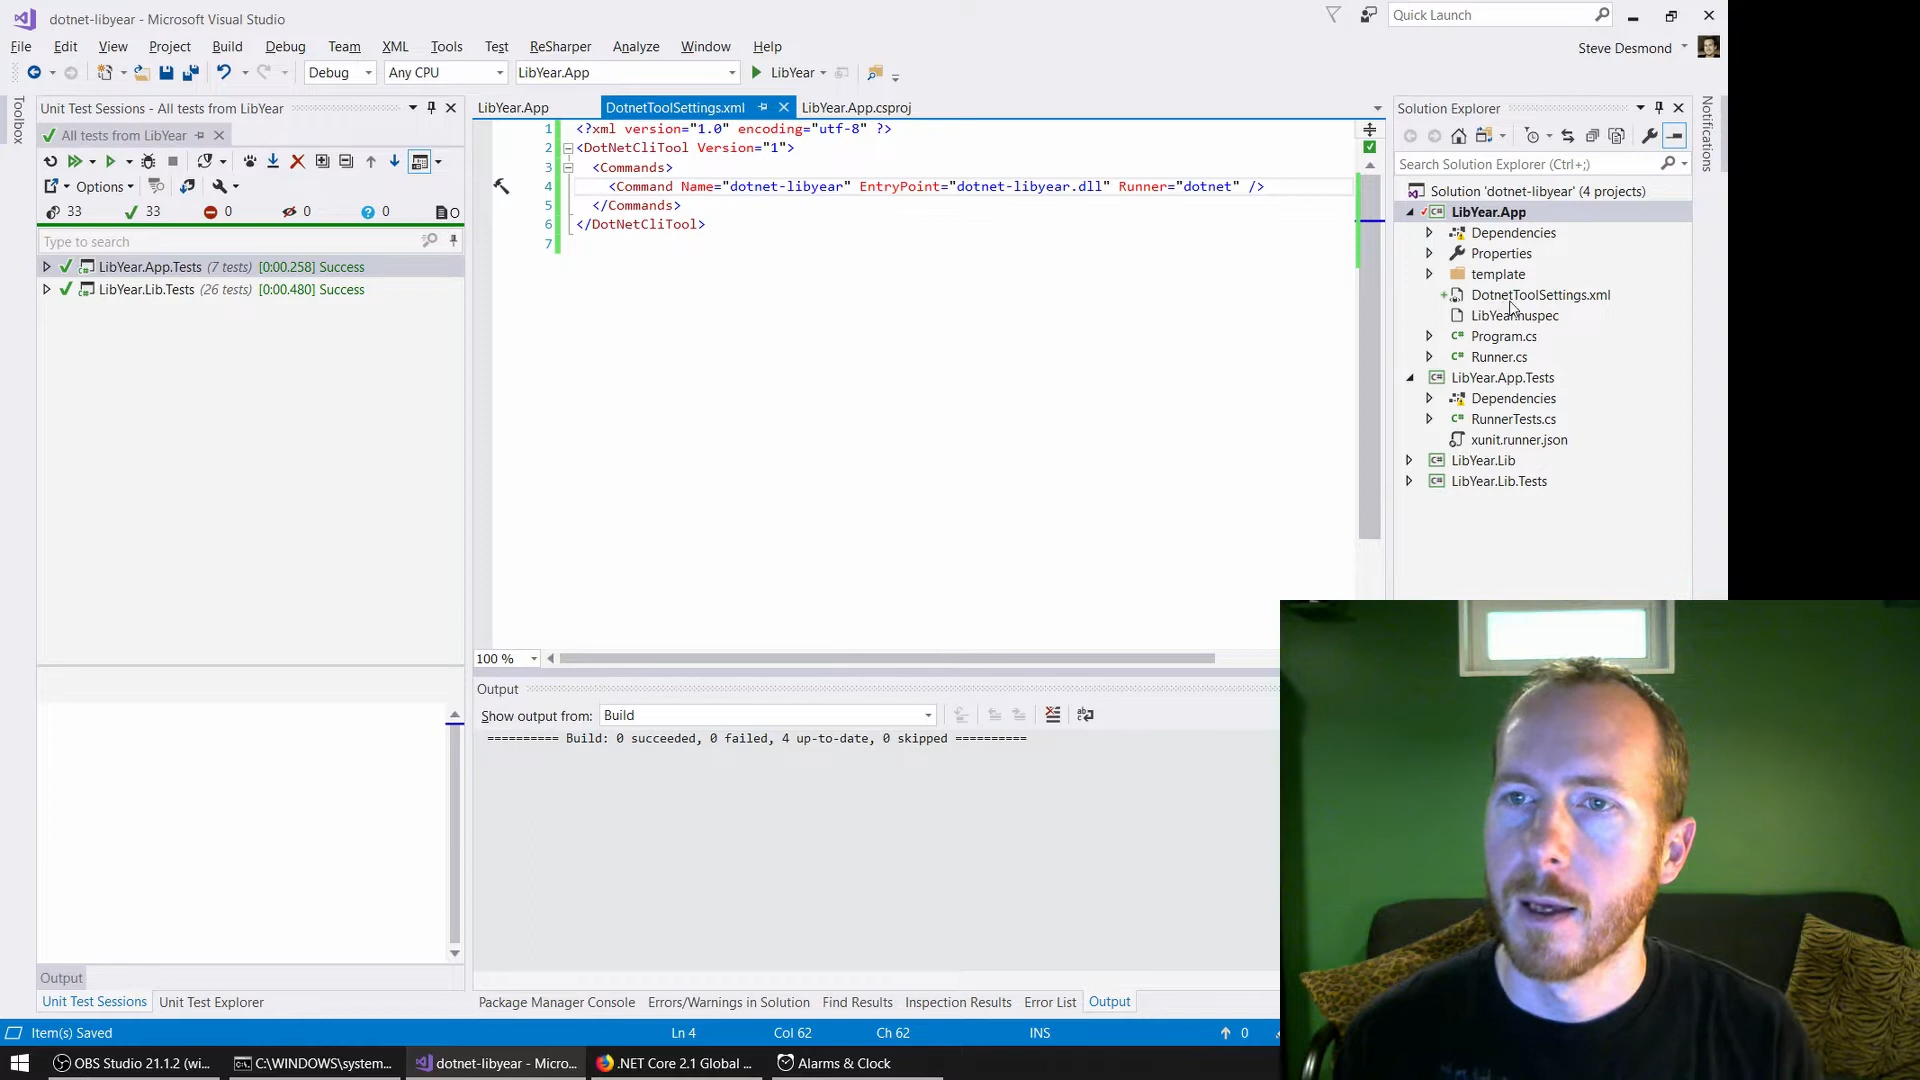 dotnet-libyear - Microsoft Visual Studio
Quick Launch
File Edit View Project Build Debug Team XML Tools Test ReSharper Analyze Window Help
Steve Desmond
Debug Any CPU LibYear.App LibYear
Toolbox
Unit Test Sessions - All tests from LibYear
All tests from LibYear
Options
33 33 0 0 0
Type to search
LibYear.App.Tests (7 tests) [0:00.258] Success
LibYear.Lib.Tests (26 tests) [0:00.480] Success
Output
Unit Test Sessions Unit Test Explorer
LibYear.App DotnetToolSettings.xml LibYear.App.csproj
1 <?xml version="1.0" encoding="utf-8" ?>
2 <DotNetCliTool Version="1">
3 <Commands>
4 <Command Name="dotnet-libyear" EntryPoint="dotnet-libyear.dll" Runner="dotnet" />
5 </Commands>
6 </DotNetCliTool>
7
100 %
Output
Show output from: Build
========== Build: 0 succeeded, 0 failed, 4 up-to-date, 0 skipped ==========
Package Manager Console Errors/Warnings in Solution Find Results Inspection Results Error List Output
Solution Explorer
Search Solution Explorer (Ctrl+;)
Solution 'dotnet-libyear' (4 projects)
LibYear.App
Dependencies
Properties
template
DotnetToolSettings.xml
LibYear.nuspec
Program.cs
Runner.cs
LibYear.App.Tests
Dependencies
RunnerTests.cs
xunit.runner.json
LibYear.Lib
LibYear.Lib.Tests
Notifications
Item(s) Saved Ln 4 Col 62 Ch 62 INS 0
OBS Studio 21.1.2 (wi... C:\WINDOWS\system... dotnet-libyear - Micro... .NET Core 2.1 Global ... Alarms & Clock